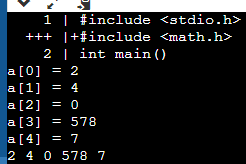 1 | #include <stdio.h>
+++ |+#include <math.h>
2 | int main()
a[0] = 2
a[1] = 4
a[2] = 0
a[3] = 578
a[4] = 7
2 4 0 578 7